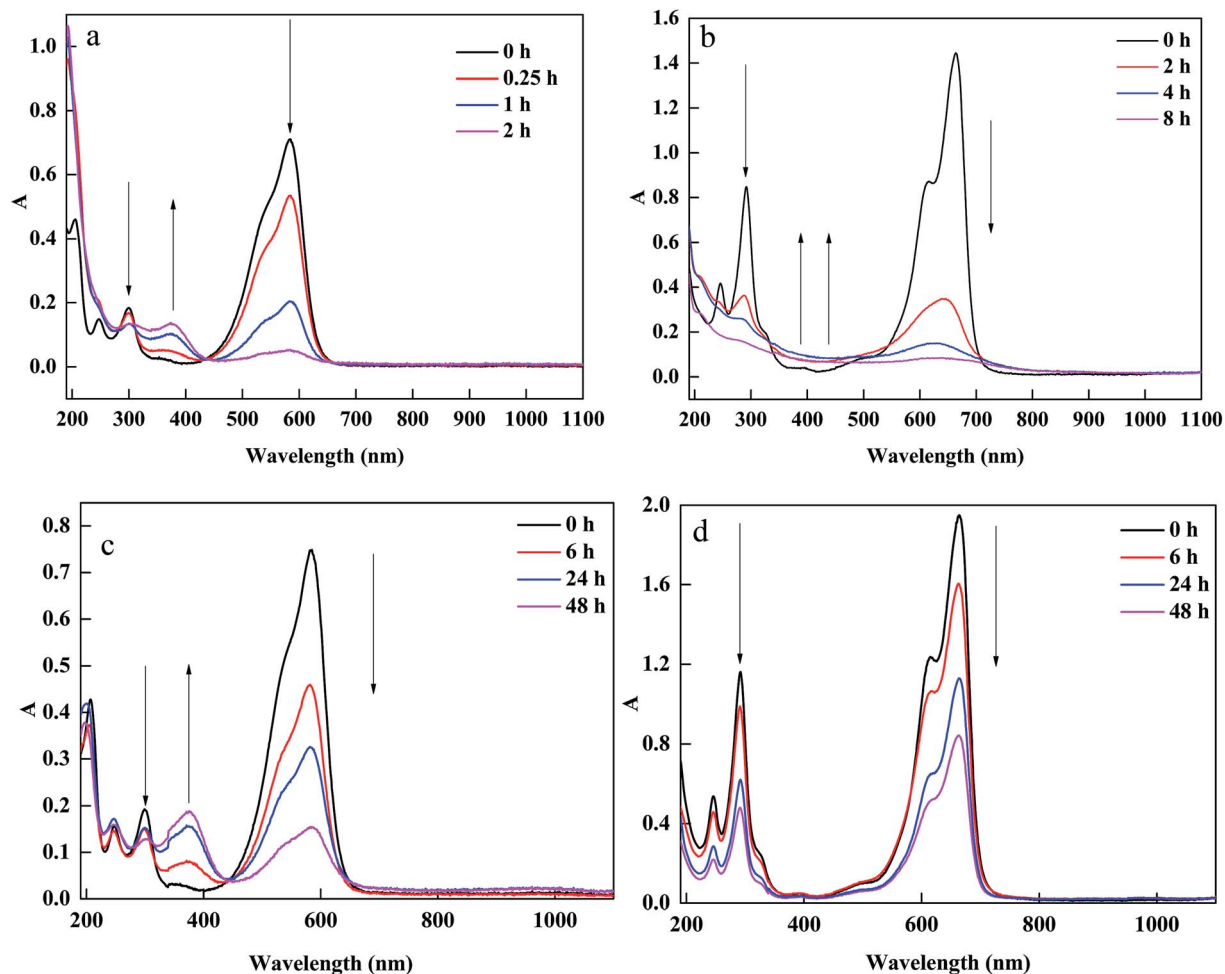 a
0 h
0.25 h
1 h
2 h
1.0
0.8
0.6
0.4
0.2
0.0
A
200 300 400 500 600 700 800 900 1000 1100
Wavelength (nm)
b
0 h
2 h
4 h
8 h
1.6
1.4
1.2
1.0
0.8
0.6
0.4
0.2
0.0
A
200 300 400 500 600 700 800 900 1000 1100
Wavelength (nm)
c
0 h
6 h
24 h
48 h
0.8
0.7
0.6
0.5
0.4
0.3
0.2
0.1
0.0
A
200 400 600 800 1000
Wavelength (nm)
d
0 h
6 h
24 h
48 h
2.0
1.6
1.2
0.8
0.4
0.0
A
200 400 600 800 1000
Wavelength (nm)